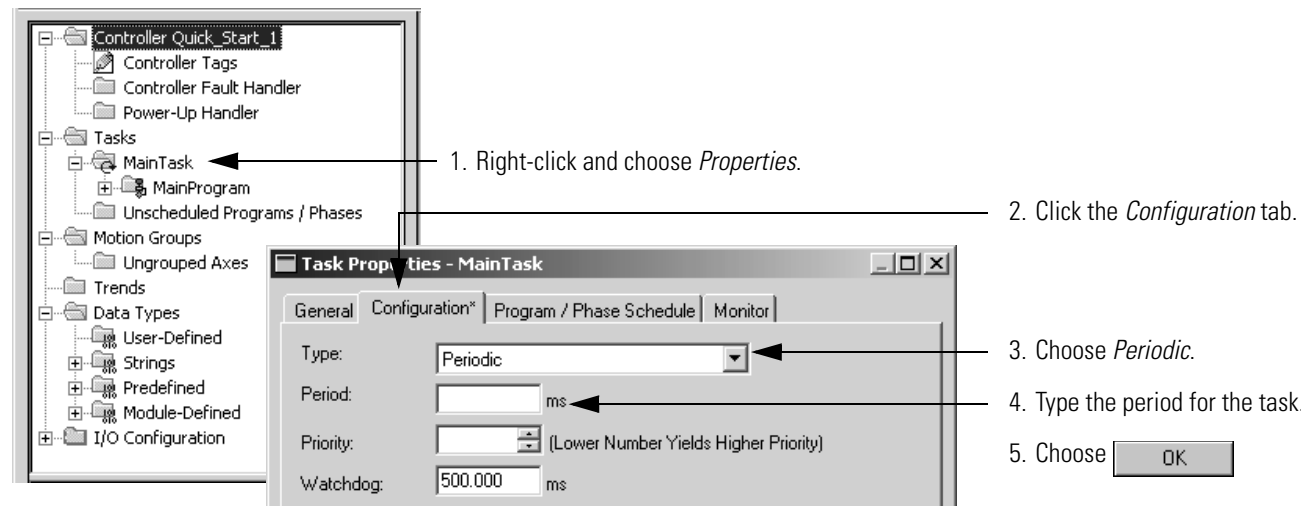 Controller Quick_Start_1
Controller Tags
Controller Fault Handler
Power-Up Handler
Tasks
MainTask
MainProgram
Unscheduled Programs / Phases
Motion Groups
Ungrouped Axes
Trends
Data Types
User-Defined
Strings
Predefined
Module-Defined
I/O Configuration
1. Right-click and choose Properties.
2. Click the Configuration tab.
Task Properties - MainTask
General Configuration* Program / Phase Schedule Monitor
Type: Periodic
3. Choose Periodic.
Period: ms
4. Type the period for the task.
Priority: (Lower Number Yields Higher Priority)
5. Choose OK
Watchdog: 500.000 ms